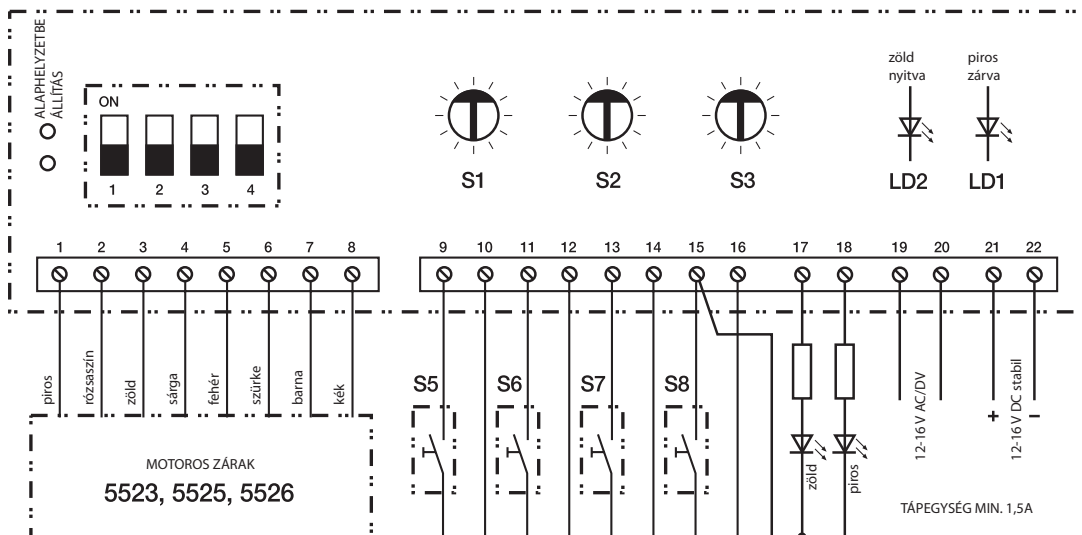 ALAPHELYZETBE
ÁLLÍTÁS
ON
1 2 3 4
S1 S2 S3
zöld
nyitva
piros
zárva
LD2 LD1
1 2 3 4 5 6 7 8
9 10 11 12 13 14 15 16 17 18 19 20 21 22
piros
rózsaszín
zöld
sárga
fehér
szürke
barna
kék
S5 S6 S7 S8
zöld
piros
12-16 V AC/DV
+
12-16 V DC stabil
–
MOTOROS ZÁRAK
5523, 5525, 5526
TÁPEGYSÉG MIN. 1,5A